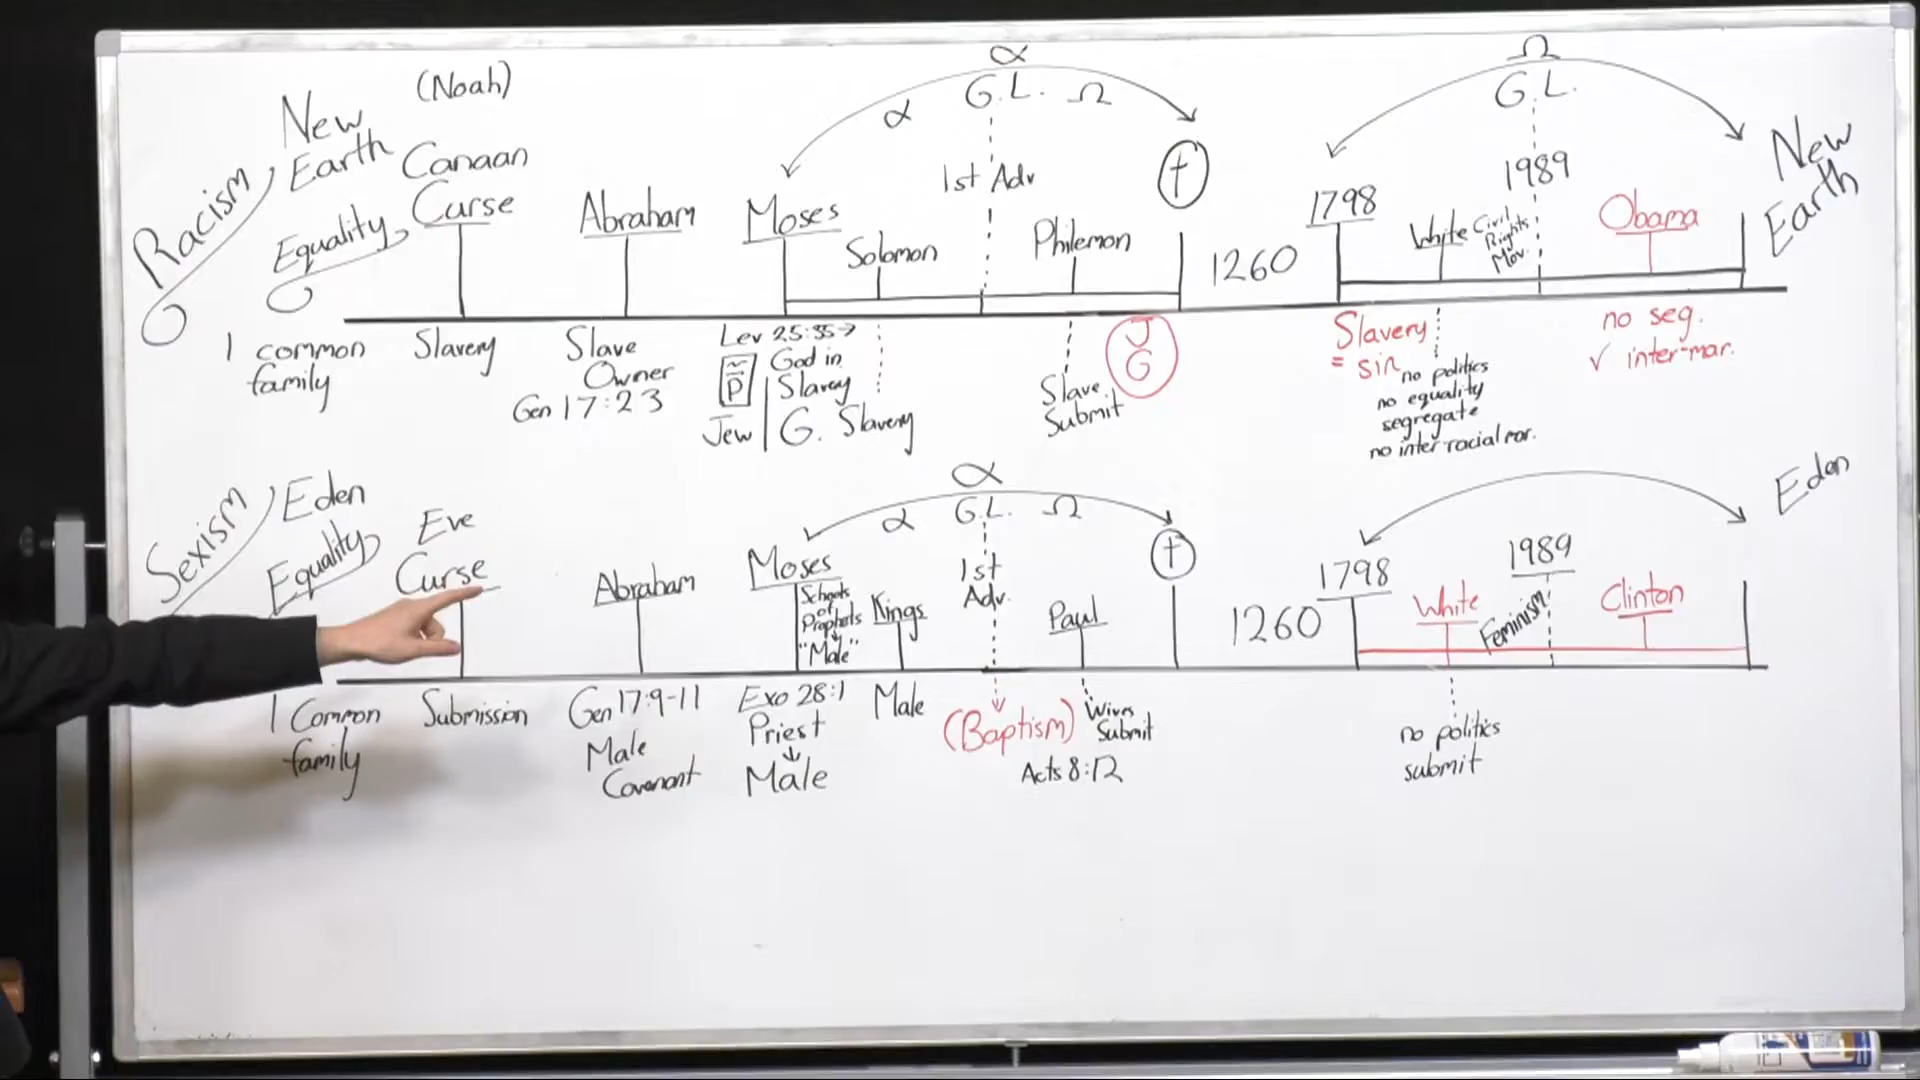 Racism
New
Earth
(Noah)
Equality
Canaan
Curse
Abraham
Moses
Solomon
α
G.L.
α
Ω
1st Adv
Philemon
†
1260
1798
White
Civil
Rights
Mov.
Ω
G.L.
1989
Obama
New
Earth
1 common
family
Slavery
Slave
Owner
Gen 17:23
Lev 25:35→
P
God in
Slavery
Jew
G. Slavery
Slave
Submit
J
G
Slavery
= sin
no politics
no equality
segregate
no inter racial mar.
no seg.
✓ inter-mar.
Sexism
Eden
Equality
Eve
Curse
Abraham
Moses
Schools
of
Prophets
"Male"
Kings
α
G.L.
α
Ω
1st
Adv.
Paul
†
1260
1798
White
Feminism
1989
Clinton
Eden
1 Common
family
Submission
Gen 17:9-11
Male
Covenant
Exo 28:1
Priest
Male
Male
(Baptism)
Wives
Submit
Acts 8:12
no politics
submit